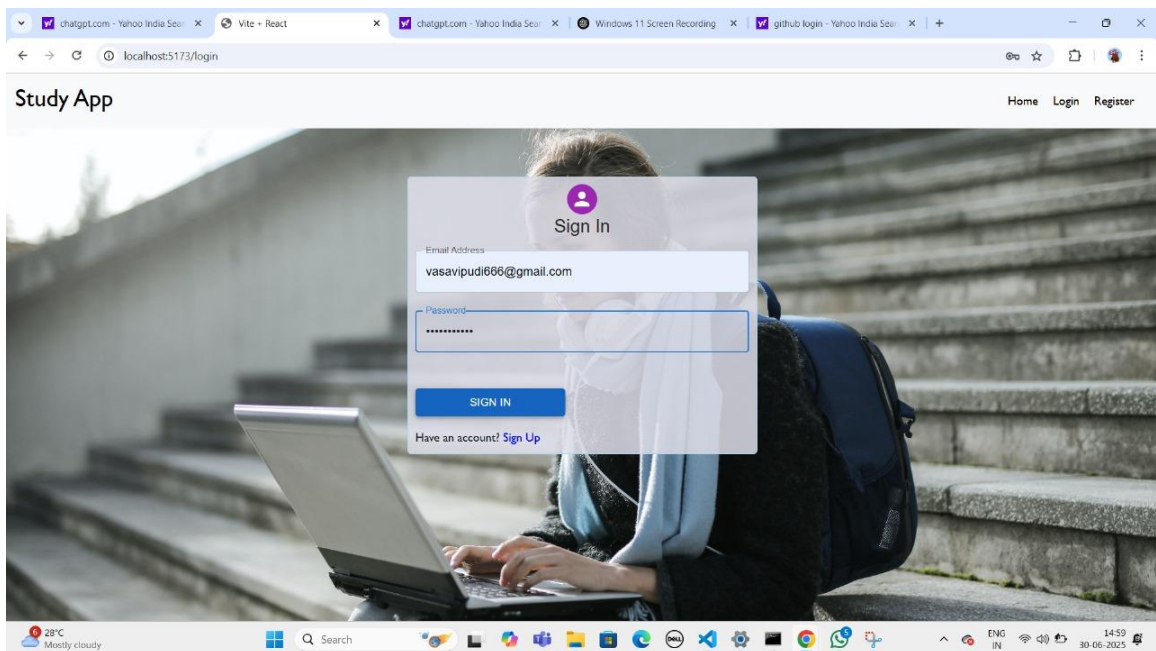 chatgpt.com - Yahoo India Sear
Vite + React
chatgpt.com - Yahoo India Sear
Windows 11 Screen Recording
github login - Yahoo India Sear
localhost:5173/login
Study App
Home Login Register
Sign In
Email Address
vasavipudi666@gmail.com
Password
•••••••••••
SIGN IN
Have an account? Sign Up
6
28°C
Mostly cloudy
Search
DELL
ENG
IN
14:59
30-06-2025